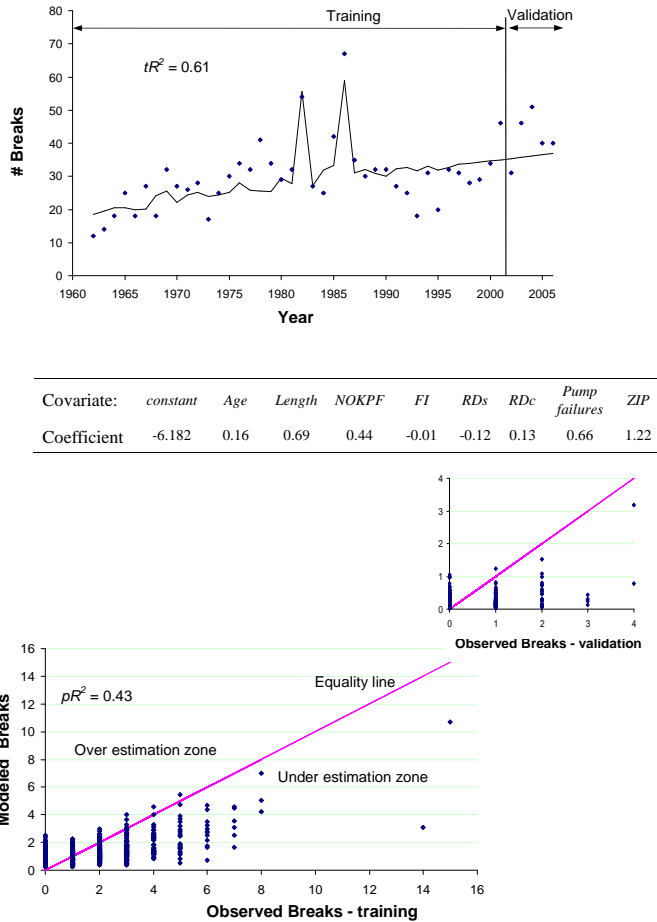 Training
Validation
80
70
60
50
40
30
20
10
0
# Breaks
tR² = 0.61
1960 1965 1970 1975 1980 1985 1990 1995 2000 2005
Year
Covariate: constant Age Length NOKPF FI RDs RDc Pump failures ZIP
Coefficient -6.182 0.16 0.69 0.44 -0.01 -0.12 0.13 0.66 1.22
4
3
2
1
0
0 1 2 3 4
Observed Breaks - validation
16
14
12
10
8
6
4
2
0
Modeled Breaks
pR² = 0.43
Equality line
Over estimation zone
Under estimation zone
0 2 4 6 8 10 12 14 16
Observed Breaks - training